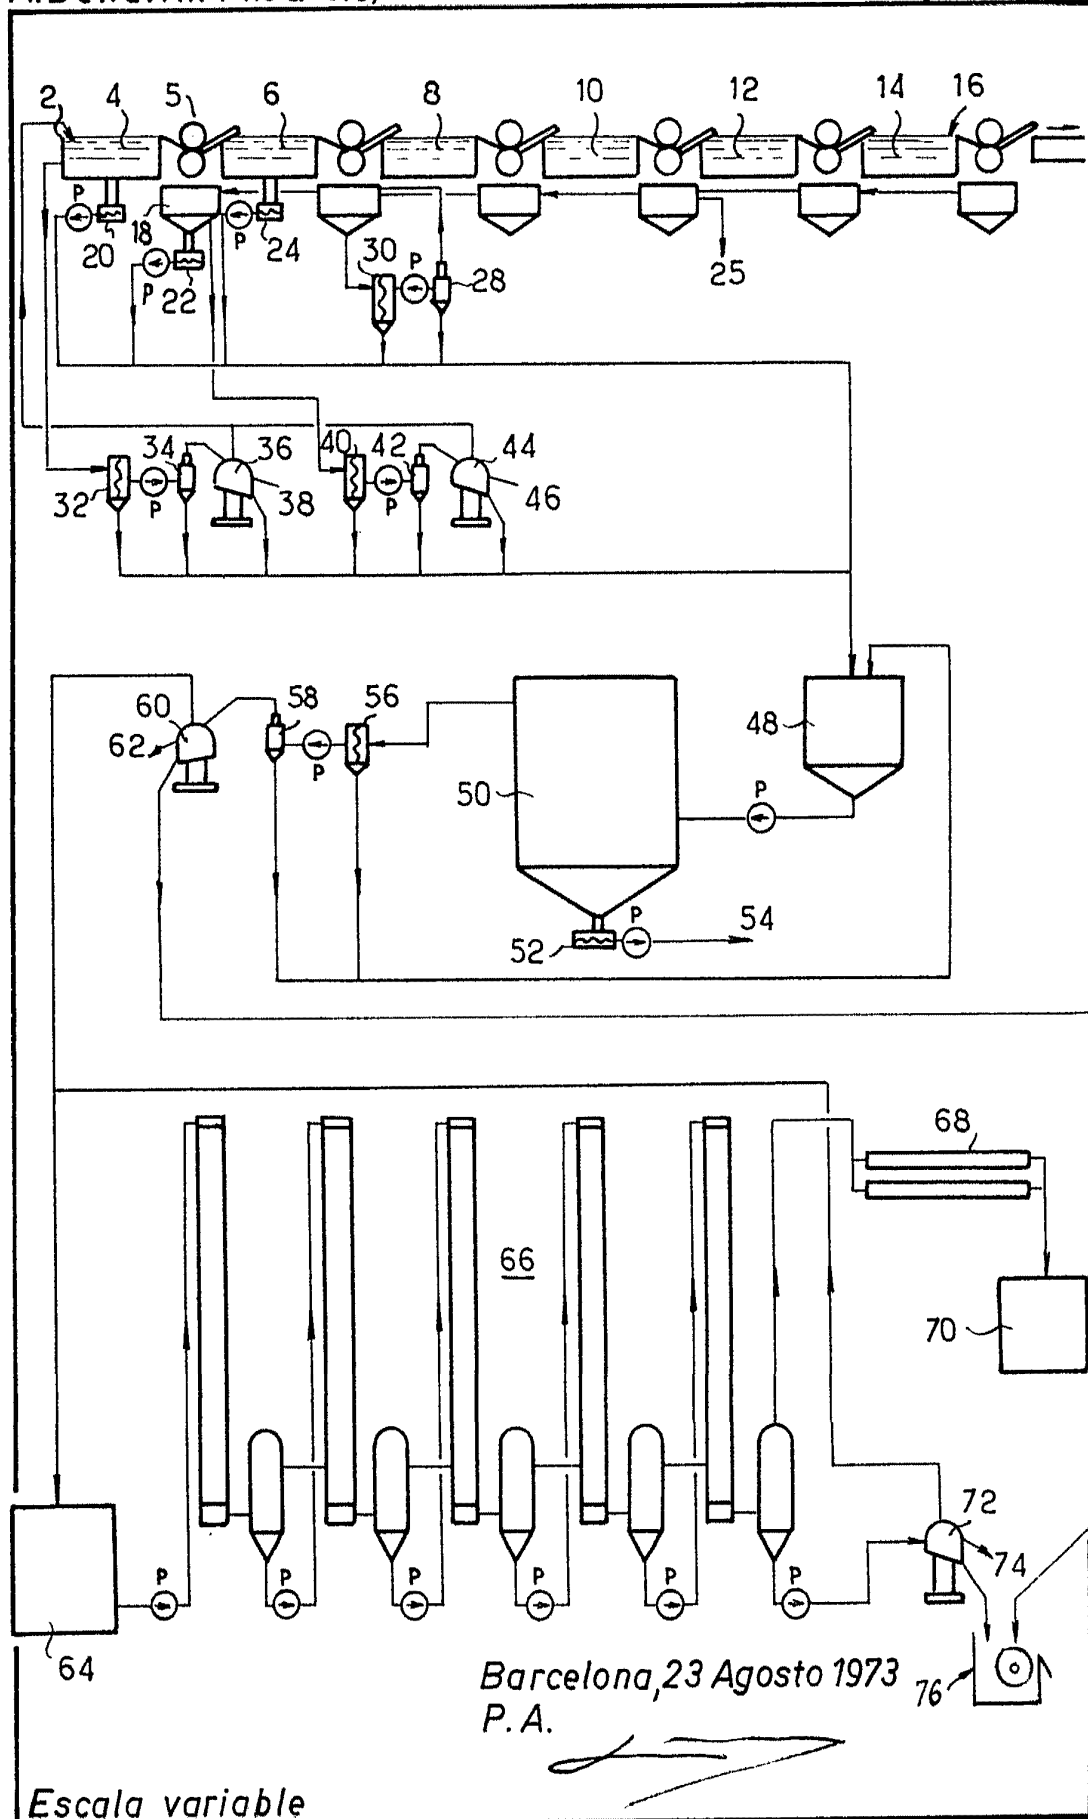 2 4 5 6 8 10 12 14 16
P
18 20 P 24 25
P 22 30 P 28
32 P 34 36 38 40 P 42 44 46
48
60 58 56
62 P 50 P
P 54
52
68
66
70
72
P P P P P P 74
64
76
Barcelona, 23 Agosto 1973
P. A.
Escala variable